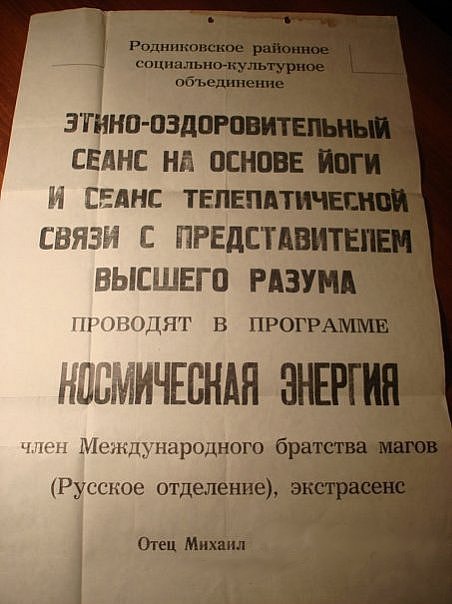 Родниковское районное
социально-культурное
объединение
ЭТИКО-ОЗДОРОВИТЕЛЬНЫЙ
СЕАНС НА ОСНОВЕ ЙОГИ
И СЕАНС ТЕЛЕПАТИЧЕСКОЙ
СВЯЗИ С ПРЕДСТАВИТЕЛЕМ
ВЫСШЕГО РАЗУМА
ПРОВОДЯТ В ПРОГРАММЕ
КОСМИЧЕСКАЯ ЭНЕРГИЯ
член Международного братства магов
(Русское отделение), экстрасенс
Отец Михаил